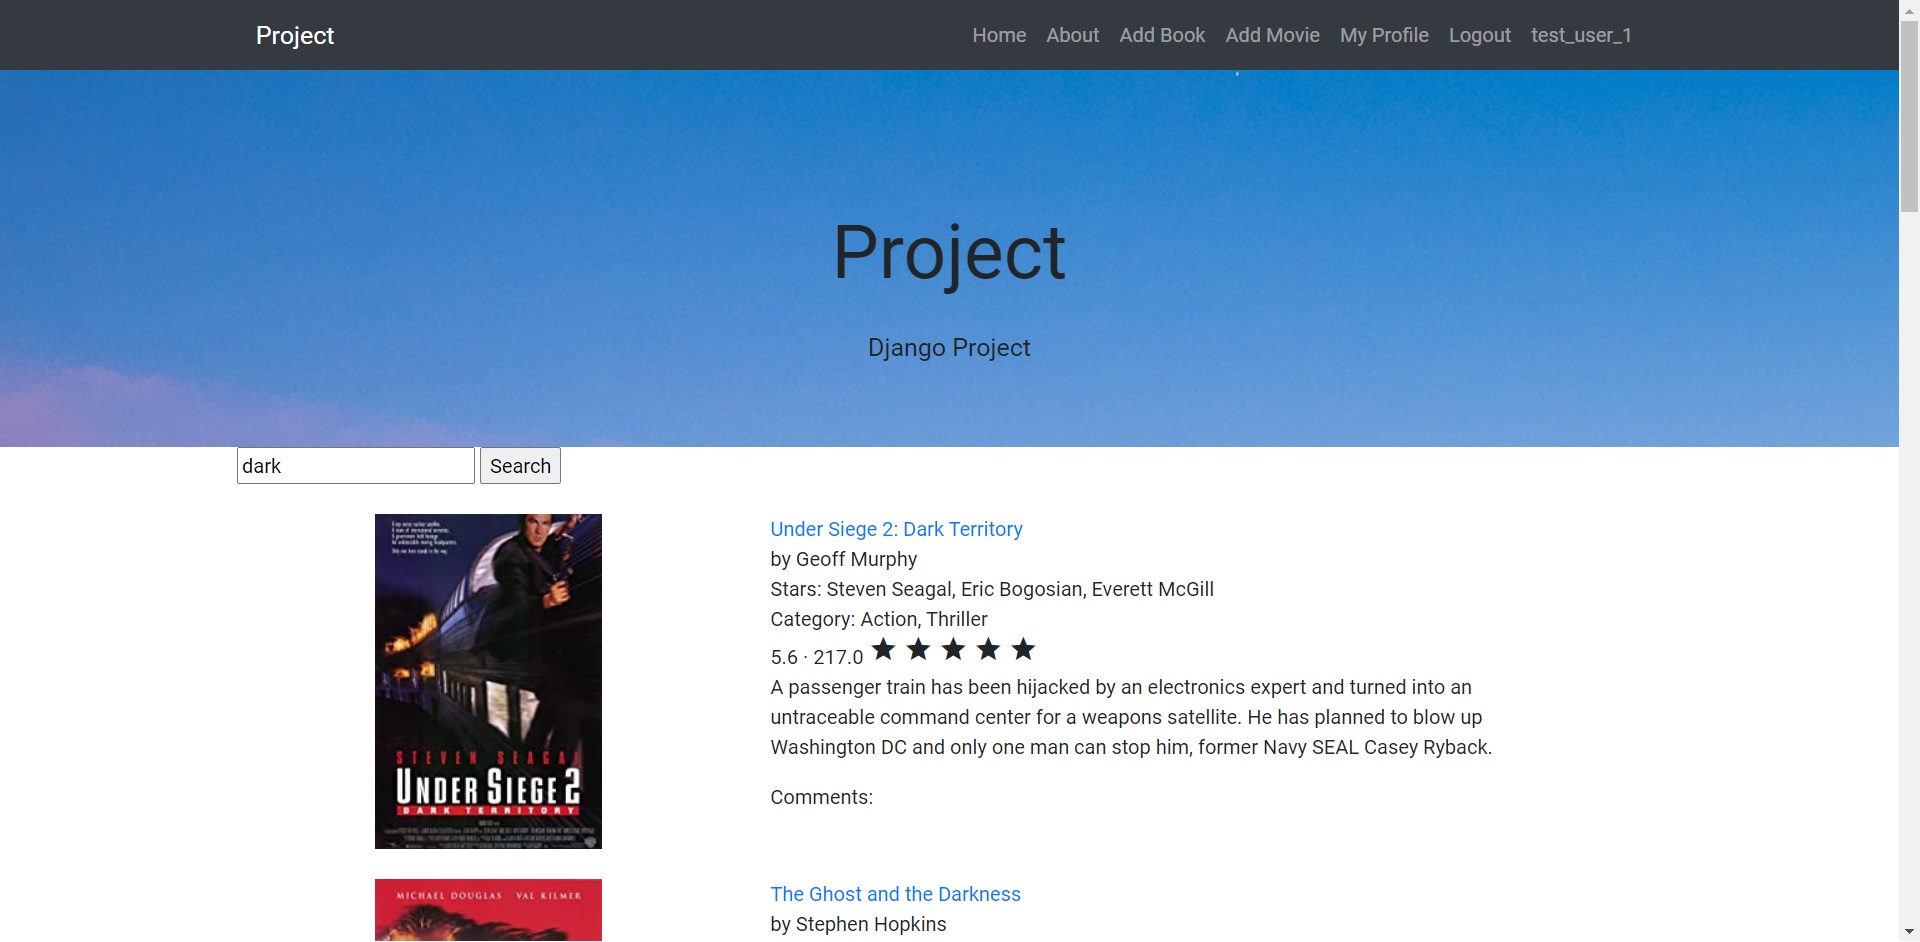 Project
Home About Add Book Add Movie My Profile Logout test_user_1
Project
Django Project
dark Search
Under Siege 2: Dark Territory
by Geoff Murphy
Stars: Steven Seagal, Eric Bogosian, Everett McGill
Category: Action, Thriller
5.6 · 217.0
A passenger train has been hijacked by an electronics expert and turned into an
untraceable command center for a weapons satellite. He has planned to blow up
Washington DC and only one man can stop him, former Navy SEAL Casey Ryback.
Comments:
STEVEN SEAGAL
UNDER SIEGE 2
DARK TERRITORY
The Ghost and the Darkness
by Stephen Hopkins
MICHAEL DOUGLAS VAL KILMER